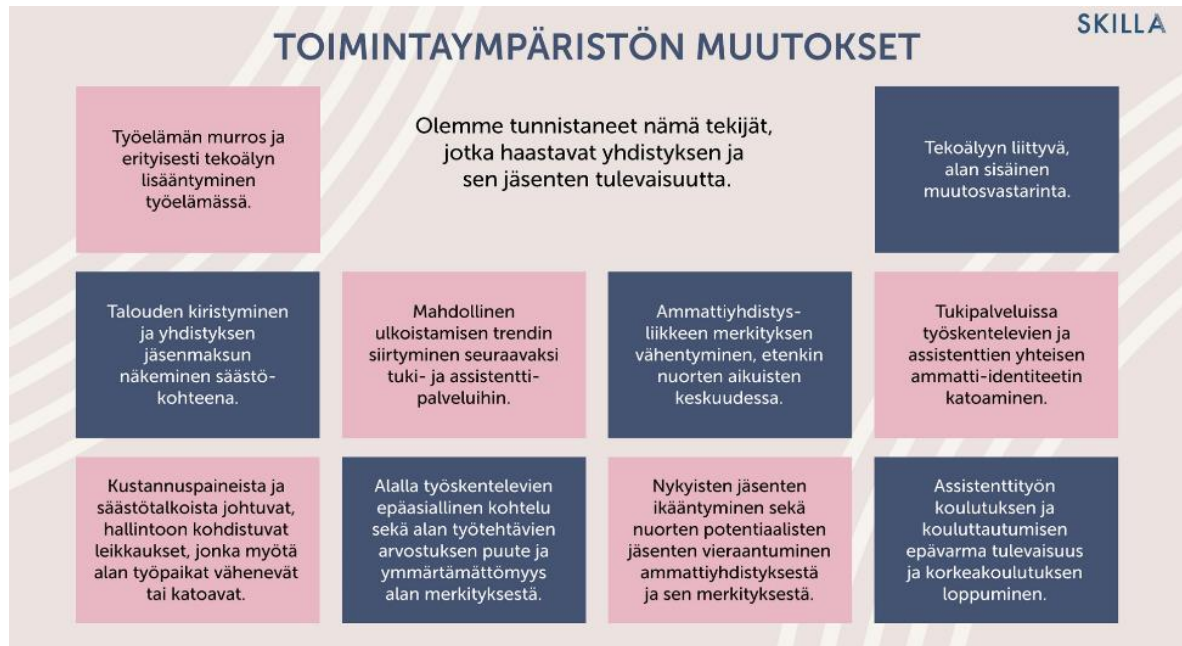 SKILLA
TOIMINTAYMPÄRISTÖN MUUTOKSET
Työelämän murros ja
erityisesti tekoälyn
lisääntyminen
työelämässä.
Olemme tunnistaneet nämä tekijät,
jotka haastavat yhdistyksen ja
sen jäsenten tulevaisuutta.
Tekoälyyn liittyvä,
alan sisäinen
muutosvastarinta.
Talouden kiristyminen
ja yhdistyksen
jäsenmaksun
näkeminen säästö-
kohteena.
Mahdollinen
ulkoistamisen trendin
siirtyminen seuraavaksi
tuki- ja assistentti-
palveluihin.
Ammattiyhdistys-
liikkeen merkityksen
vähentyminen, etenkin
nuorten aikuisten
keskuudessa.
Tukipalveluissa
työskentelevien ja
assistenttien yhteisen
ammatti-identiteetin
katoaminen.
Kustannuspaineista ja
säästötalkoista johtuvat,
hallintoon kohdistuvat
leikkaukset, jonka myötä
alan työpaikat vähenevät
tai katoavat.
Alalla työskentelevien
epäasiallinen kohtelu
sekä alan työtehtävien
arvostuksen puute ja
ymmärtämättömyys
alan merkityksestä.
Nykyisten jäsenten
ikääntyminen sekä
nuorten potentiaalisten
jäsenten vieraantuminen
ammattiyhdistyksestä
ja sen merkityksestä.
Assistenttityön
koulutuksen ja
kouluttautumisen
epävarma tulevaisuus
ja korkeakoulutuksen
loppuminen.